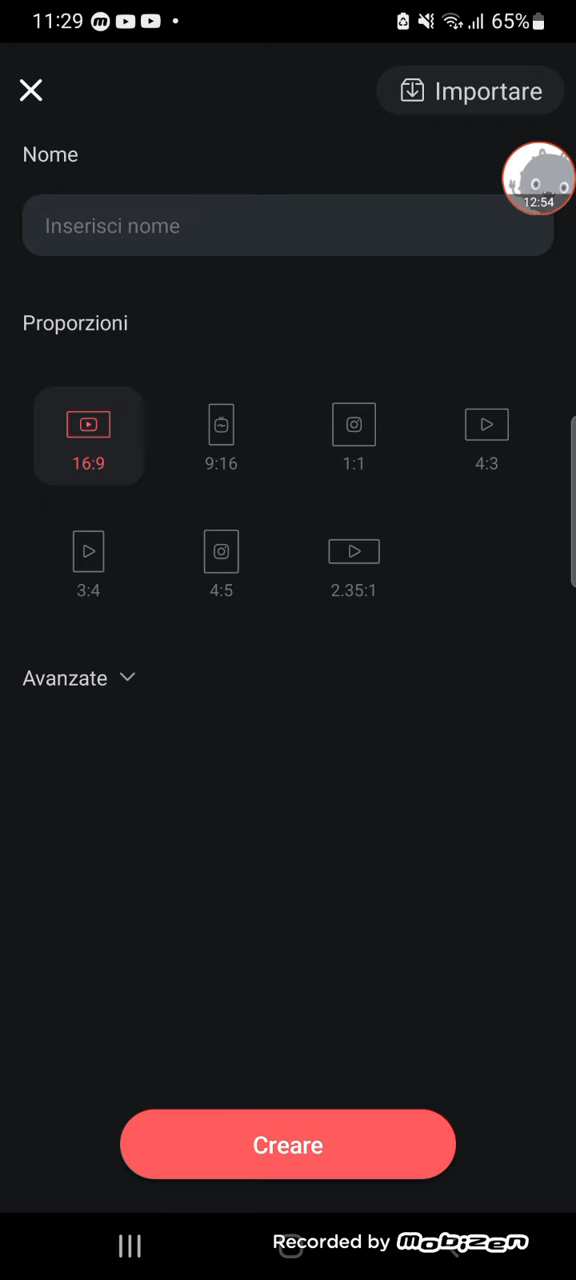 11:29 65%
Importare
Nome
12:54
Inserisci nome
Proporzioni
16:9 9:16 1:1 4:3
3:4 4:5 2.35:1
Avanzate
Creare
Recorded by mobizen